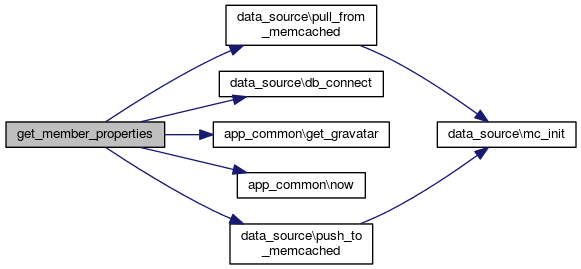 data_source\pull_from
_memcached
data_source\db_connect
get_member_properties
app_common\get_gravatar
data_source\mc_init
app_common\now
data_source\push_to
_memcached